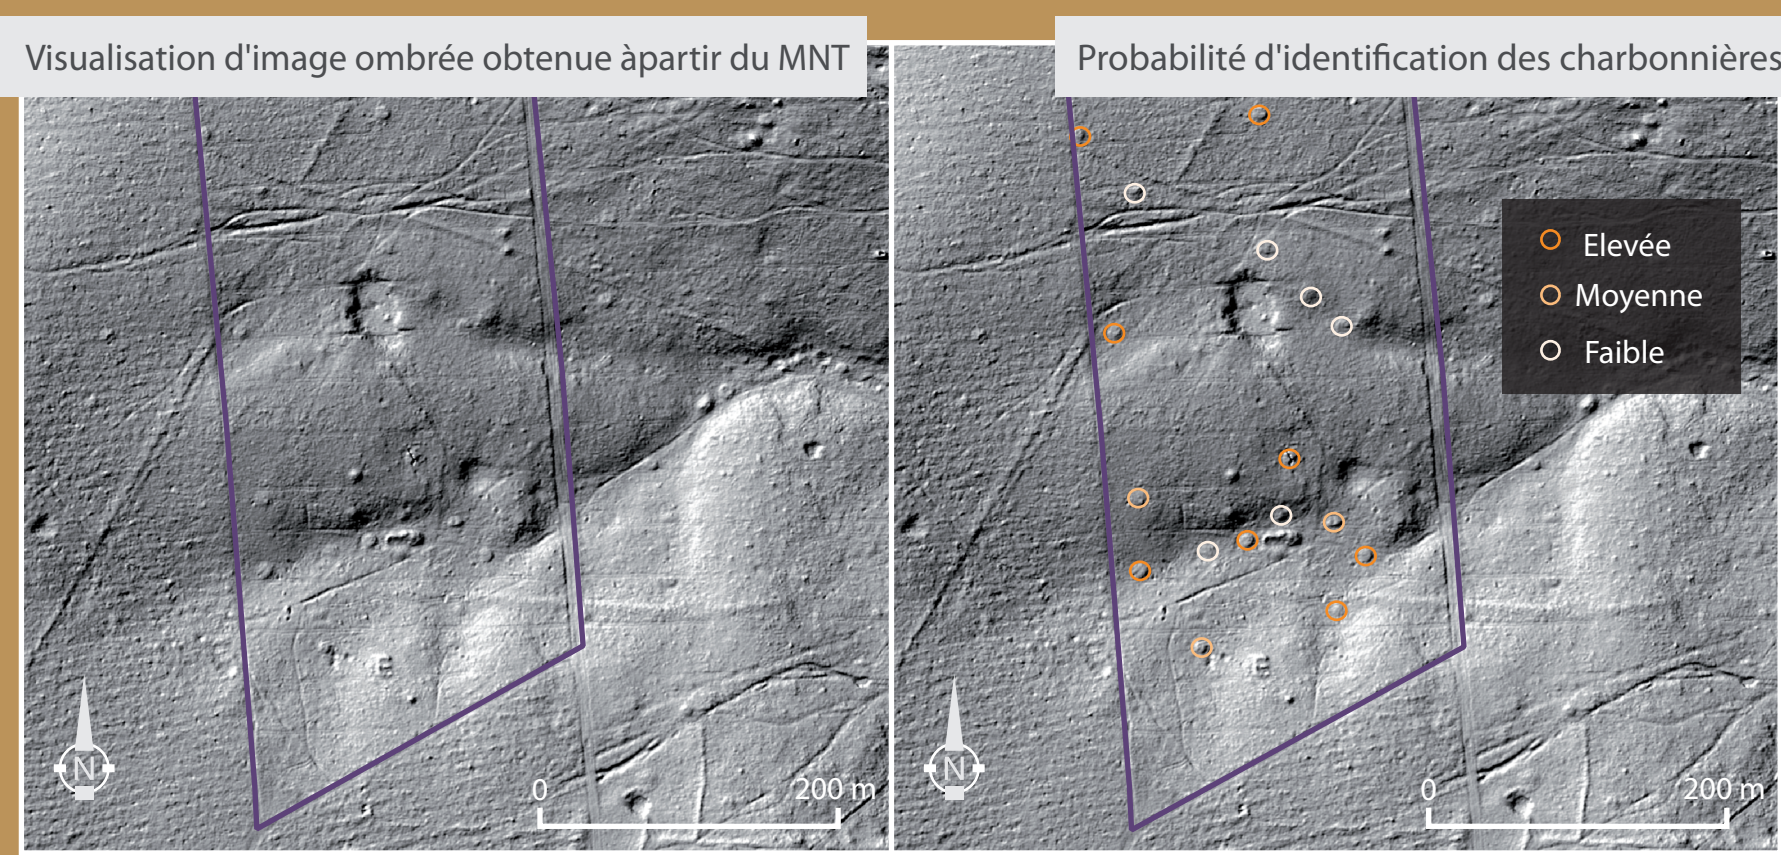 Visualisation d'image ombrée obtenue àpartir du MNT
Probabilité d'identification des charbonnières
Elevée
Moyenne
Faible
N
0 200 m
N
0 200 m